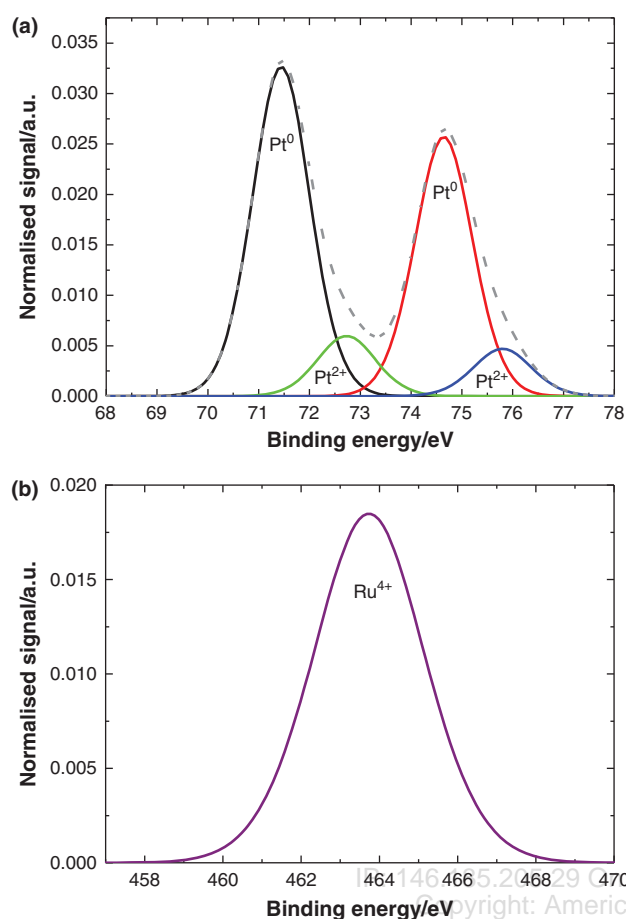 (a)
0.035
0.030
0.025
0.020
0.015
0.010
0.005
0.000
Normalised signal/a.u.
Pt⁰
Pt⁰
Pt²⁺
Pt²⁺
68 69 70 71 72 73 74 75 76 77 78
Binding energy/eV
(b)
0.020
0.015
0.010
0.005
0.000
Normalised signal/a.u.
Ru⁴⁺
458 460 462 464 466 468 470
Binding energy/eV
Copyright: Americ